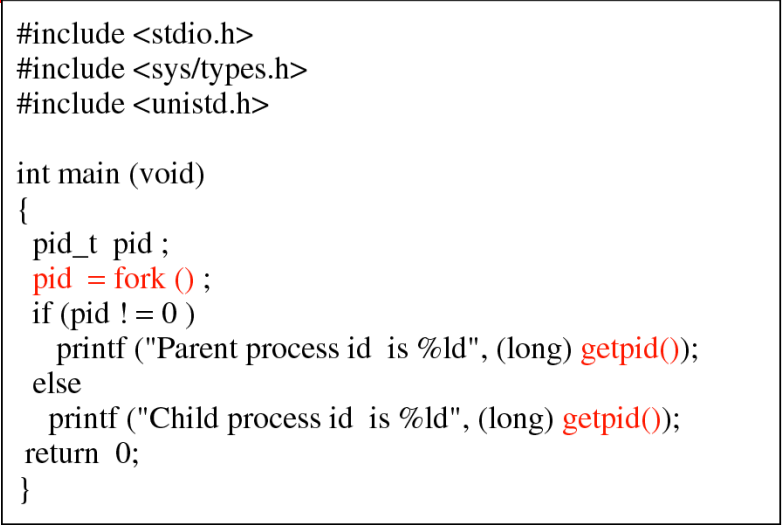 #include <stdio.h>
#include <sys/types.h>
#include <unistd.h>
int main (void)
{
pid_t  pid ;
pid  = fork () ;
if (pid ! = 0 )
printf ("Parent process id  is %ld", (long) getpid());
else
printf ("Child process id  is %ld", (long) getpid());
return  0;
}